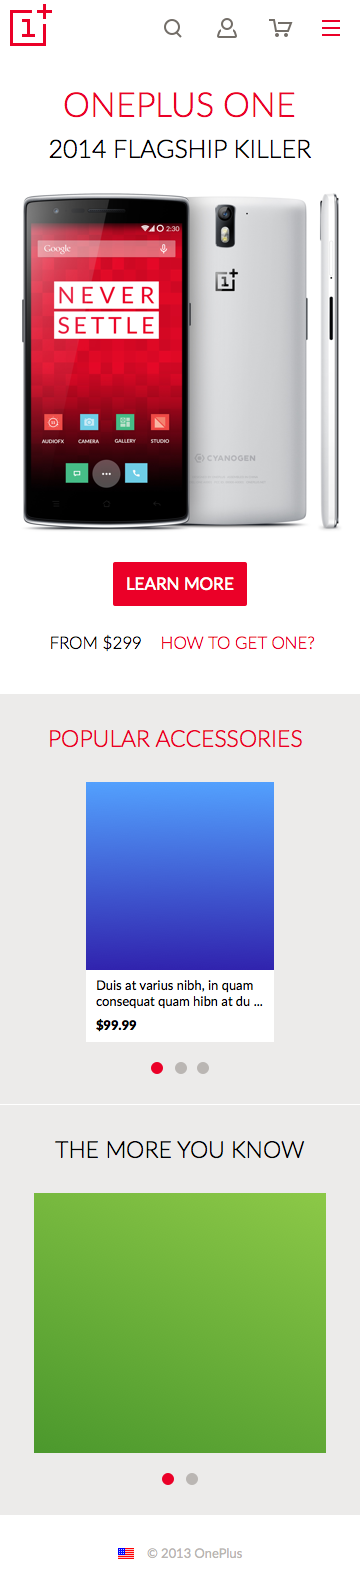 ONEPLUS ONE
2014 FLAGSHIP KILLER
2:30
Google
NEVER
SETTLE
AUDIOFX CAMERA GALLERY STUDIO
CYANOGEN
LEARN MORE
FROM $299 HOW TO GET ONE?
POPULAR ACCESSORIES
Duis at varius nibh, in quam
consequat quam hibn at du ...
$99.99
THE MORE YOU KNOW
© 2013 OnePlus